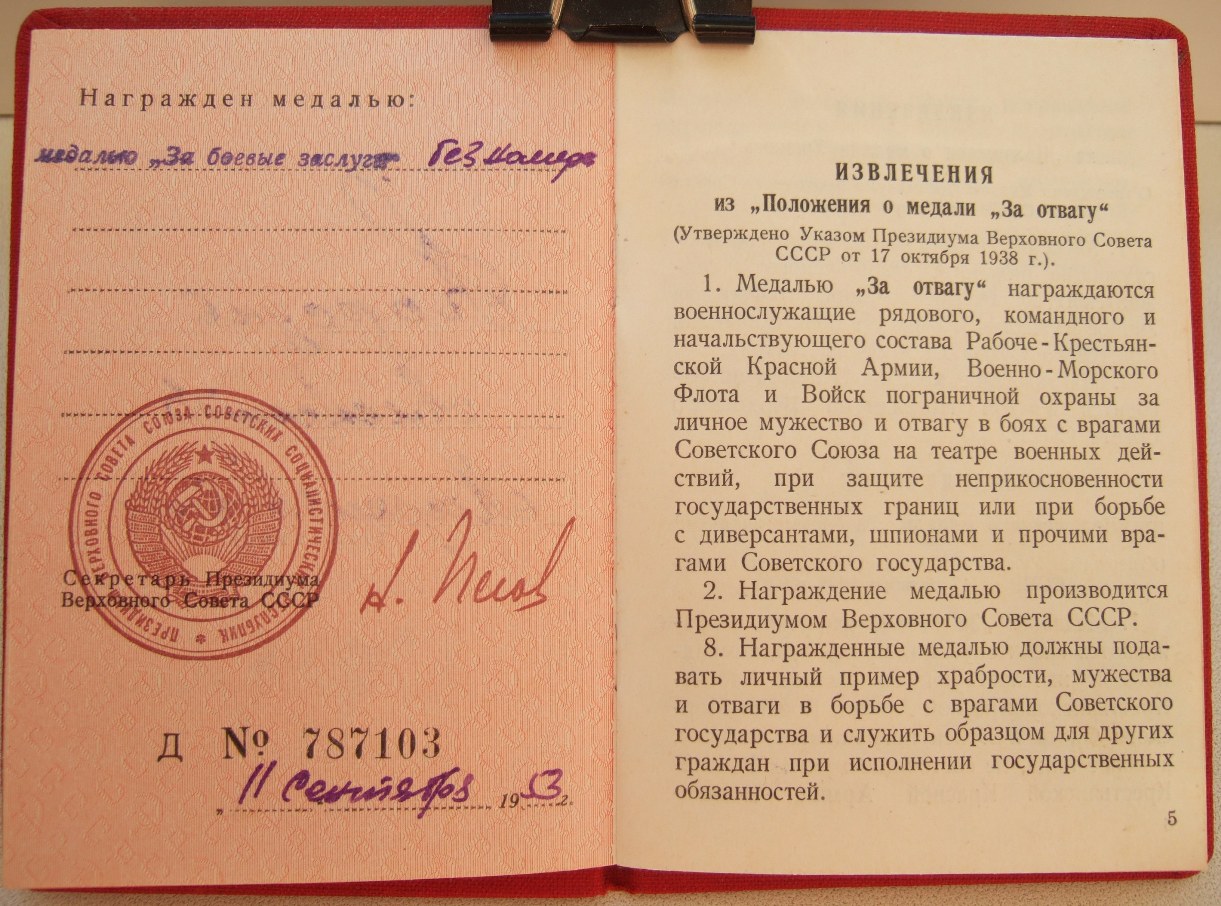 Награжден медалью:
медалью „За боевые заслуги“ без номера
ПРЕЗИДИУМ ВЕРХОВНОГО СОВЕТА СОЮЗА СОВЕТСКИХ СОЦИАЛИСТИЧЕСКИХ РЕСПУБЛИК *
Секретарь Президиума
Верховного Совета СССР
Д № 787103
„11 сентября 1953 г.
ИЗВЛЕЧЕНИЯ
из „Положения о медали „За отвагу“
(Утверждено Указом Президиума Верховного Совета
СССР от 17 октября 1938 г.).
1. Медалью „За отвагу“ награждаются
военнослужащие рядового, командного и
начальствующего состава Рабоче-Крестьян-
ской Красной Армии, Военно-Морского
Флота и Войск пограничной охраны за
личное мужество и отвагу в боях с врагами
Советского Союза на театре военных дей-
ствий, при защите неприкосновенности
государственных границ или при борьбе
с диверсантами, шпионами и прочими вра-
гами Советского государства.
2. Награждение медалью производится
Президиумом Верховного Совета СССР.
8. Награжденные медалью должны пода-
вать личный пример храбрости, мужества
и отваги в борьбе с врагами Советского
государства и служить образцом для других
граждан при исполнении государственных
обязанностей.
5